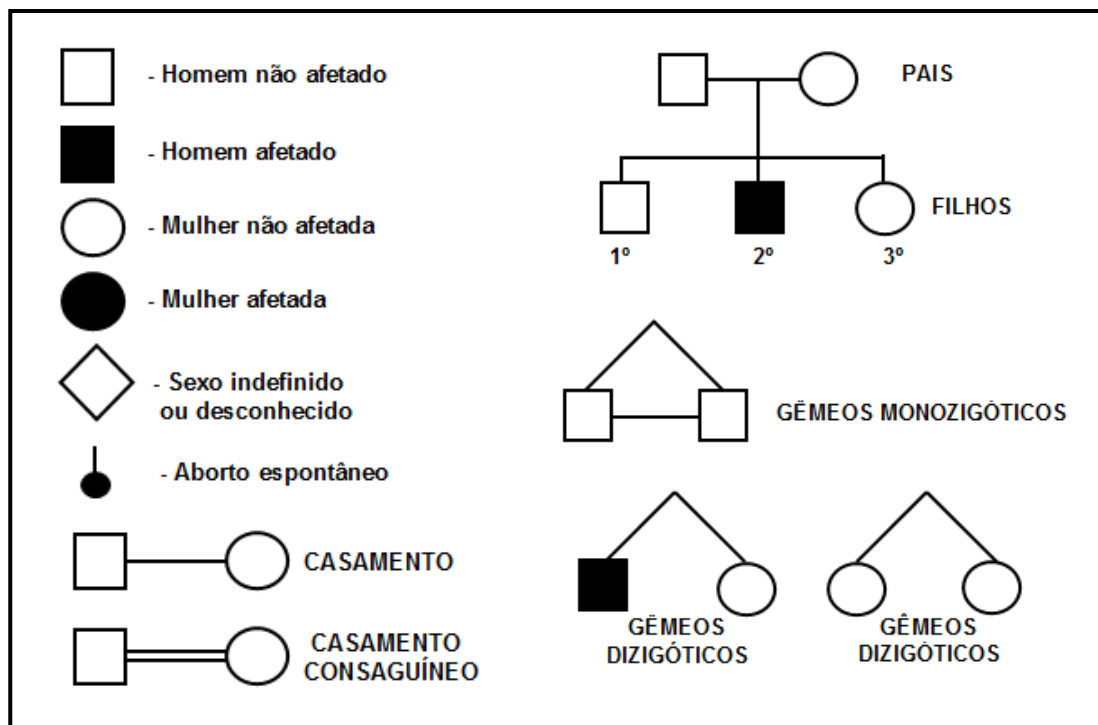 - Homem não afetado
- Homem afetado
- Mulher não afetada
- Mulher afetada
- Sexo indefinido
ou desconhecido
- Aborto espontâneo
CASAMENTO
CASAMENTO
CONSAGUÍNEO
PAIS
FILHOS
1º 2º 3º
GÊMEOS MONOZIGÓTICOS
GÊMEOS
DIZIGÓTICOS
GÊMEOS
DIZIGÓTICOS